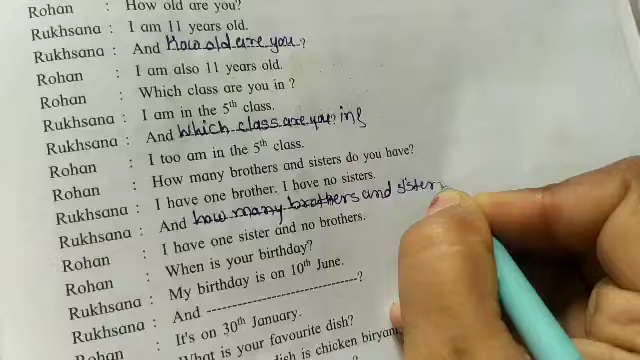 Rohan : How old are you?
Rukhsana : I am 11 years old.
Rukhsana : And How old are you ?
Rohan : I am also 11 years old.
Rohan : Which class are you in ?
Rukhsana : I am in the 5th class.
Rukhsana : And Which class are you ? in ?
Rohan : I too am in the 5th class.
Rohan : How many brothers and sisters do you have?
Rukhsana : I have one brother. I have no sisters.
Rukhsana : And how many brothers and sister
Rohan : I have one sister and no brothers.
Rohan : When is your birthday?
Rukhsana : My birthday is on 10th June.
Rukhsana : And ------------------------------?
Rohan : It's on 30th January.
What is your favourite dish?
dish is chicken biryani